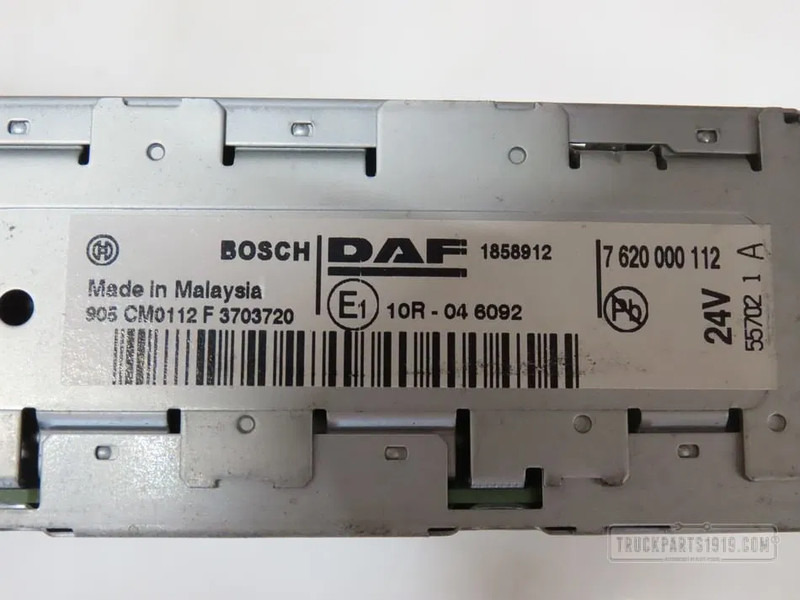 BOSCH DAF 1858912 7 620 000 112
Made in Malaysia
905 CM0112 F 3703720 E1 10R - 04 6092 Pb
24V
55702 1 A
TRUCKPARTS1919.COM